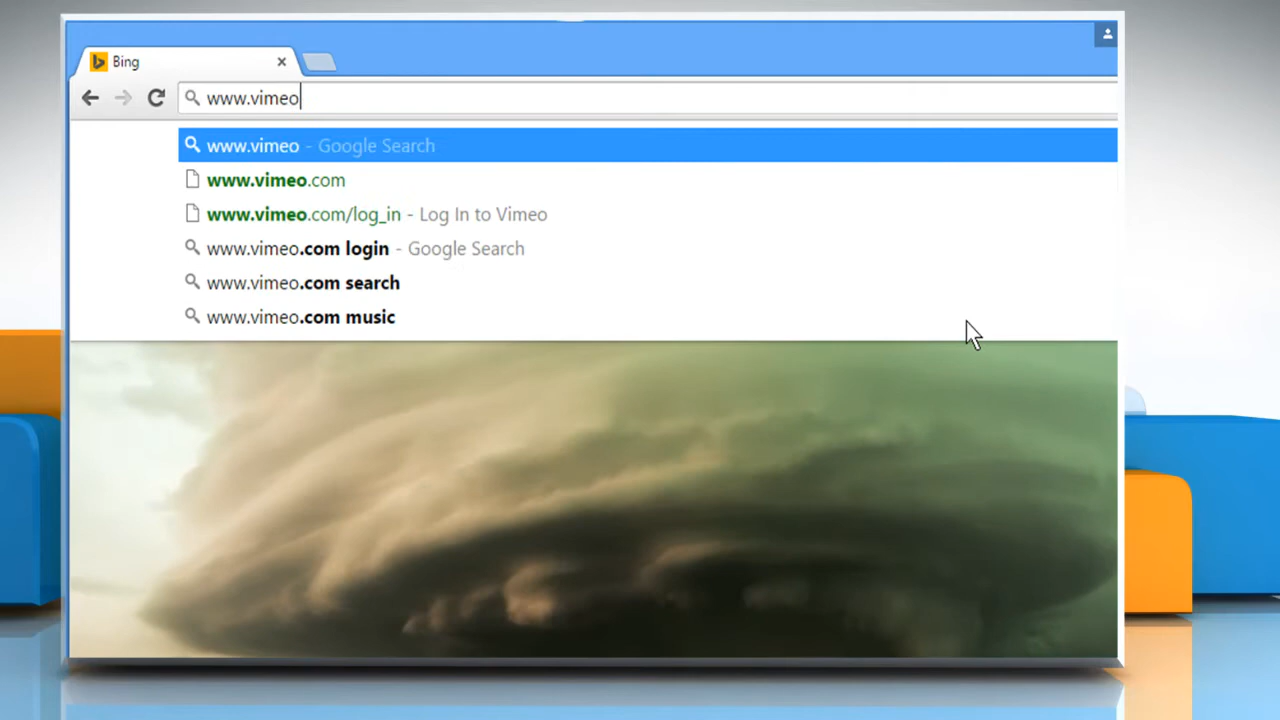 Bing
www.vimeo
www.vimeo - Google Search
www.vimeo.com
www.vimeo.com/log_in - Log In to Vimeo
www.vimeo.com login - Google Search
www.vimeo.com search
www.vimeo.com music